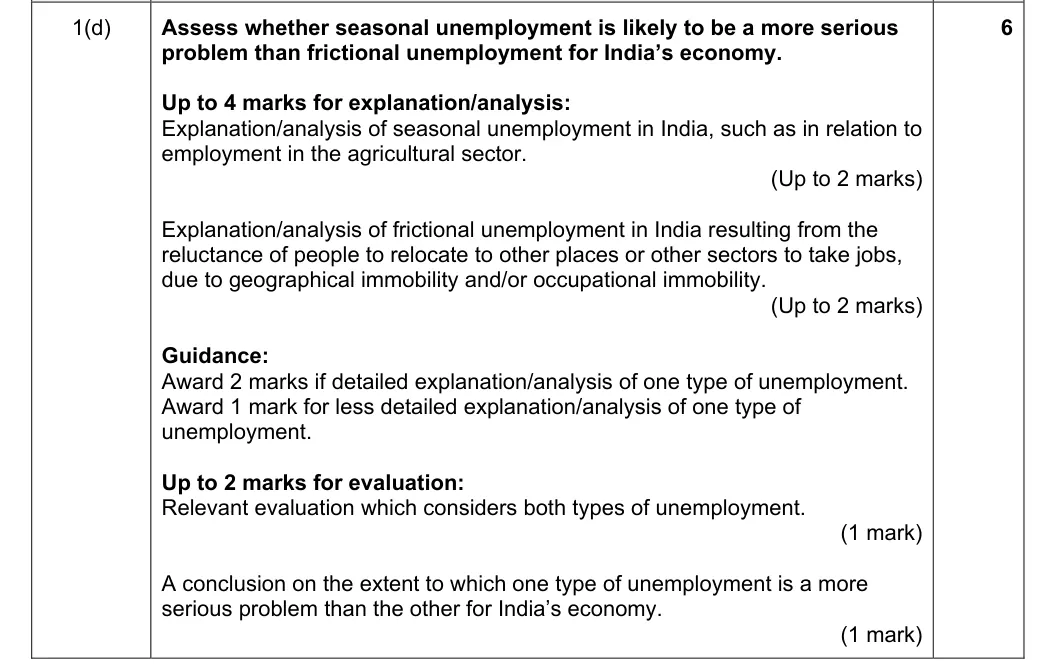 1(d)
Assess whether seasonal unemployment is likely to be a more serious
problem than frictional unemployment for India’s economy.
6
Up to 4 marks for explanation/analysis:
Explanation/analysis of seasonal unemployment in India, such as in relation to
employment in the agricultural sector.
(Up to 2 marks)
Explanation/analysis of frictional unemployment in India resulting from the
reluctance of people to relocate to other places or other sectors to take jobs,
due to geographical immobility and/or occupational immobility.
(Up to 2 marks)
Guidance:
Award 2 marks if detailed explanation/analysis of one type of unemployment.
Award 1 mark for less detailed explanation/analysis of one type of
unemployment.
Up to 2 marks for evaluation:
Relevant evaluation which considers both types of unemployment.
(1 mark)
A conclusion on the extent to which one type of unemployment is a more
serious problem than the other for India’s economy.
(1 mark)